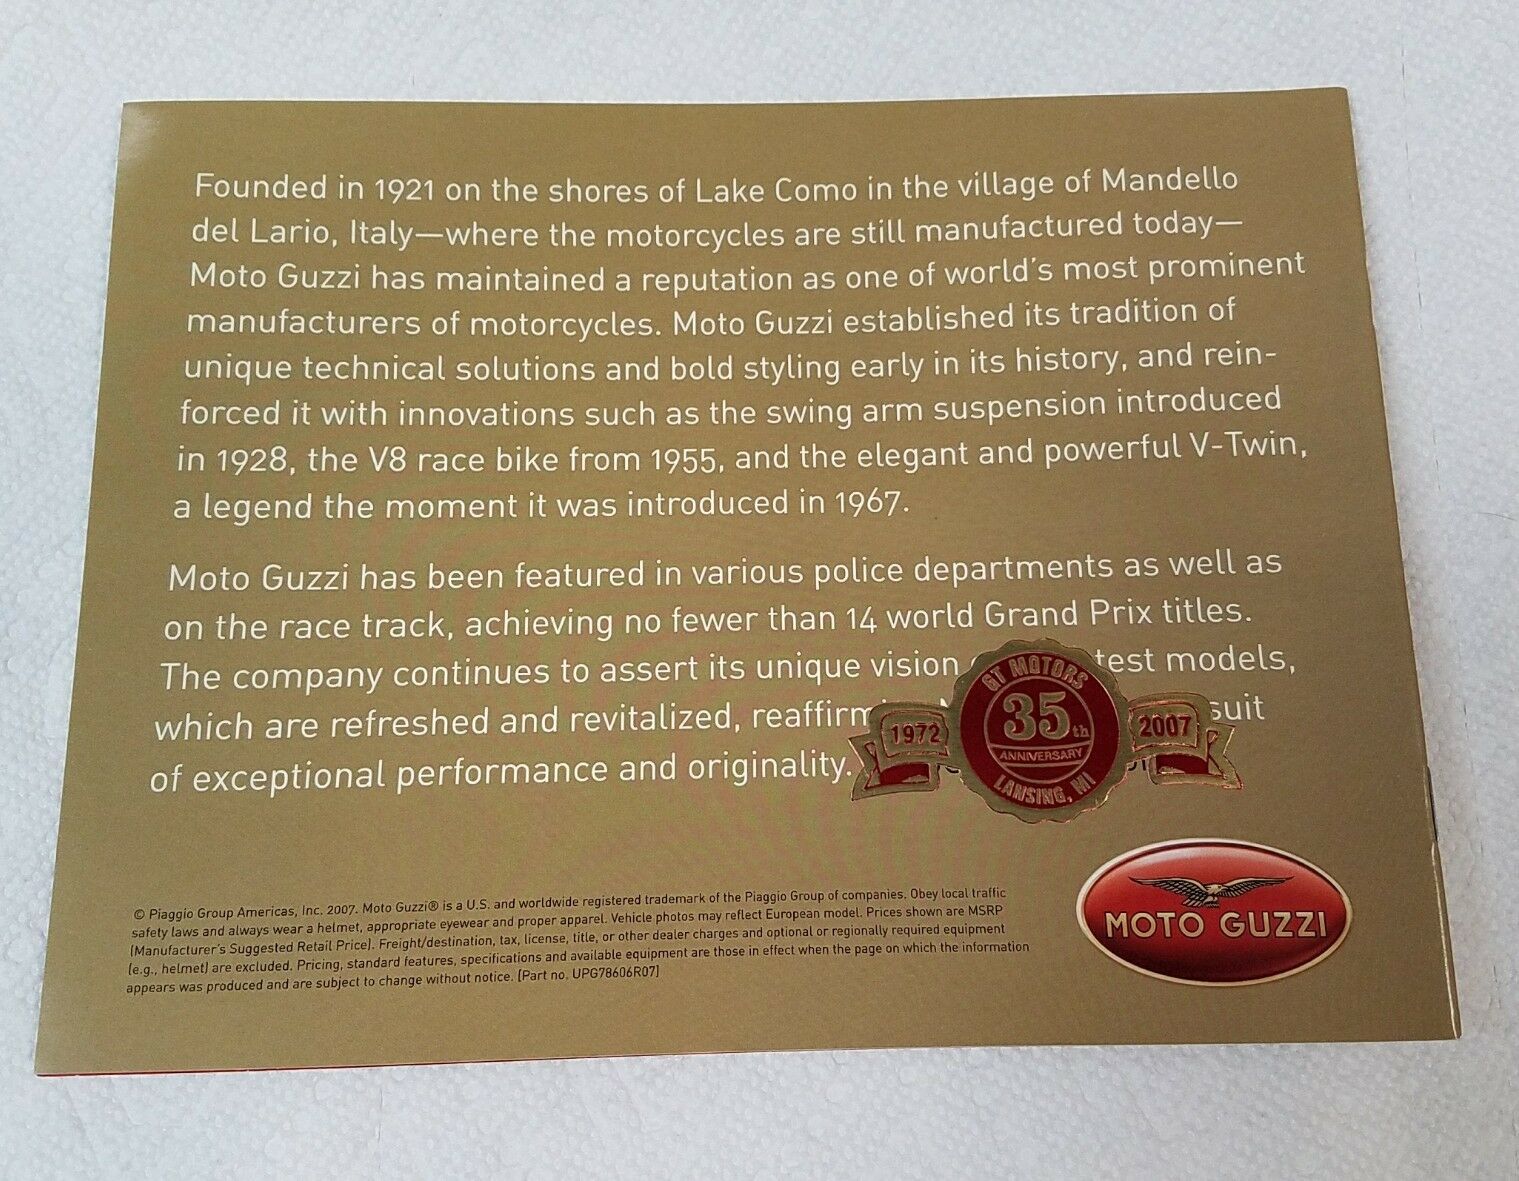 Founded in 1921 on the shores of Lake Como in the village of Mandello
del Lario, Italy—where the motorcycles are still manufactured today—
Moto Guzzi has maintained a reputation as one of world's most prominent
manufacturers of motorcycles. Moto Guzzi established its tradition of
unique technical solutions and bold styling early in its history, and rein-
forced it with innovations such as the swing arm suspension introduced
in 1928, the V8 race bike from 1955, and the elegant and powerful V-Twin,
a legend the moment it was introduced in 1967.
Moto Guzzi has been featured in various police departments as well as
on the race track, achieving no fewer than 14 world Grand Prix titles.
The company continues to assert its unique vision test models,
which are refreshed and revitalized, reaffirm suit
of exceptional performance and originality.
GT MOTORS
1972 35th 2007
ANNIVERSARY
LANSING, MI
MOTO GUZZI
© Piaggio Group Americas, Inc. 2007. Moto Guzzi® is a U.S. and worldwide registered trademark of the Piaggio Group of companies. Obey local traffic
safety laws and always wear a helmet, appropriate eyewear and proper apparel. Vehicle photos may reflect European model. Prices shown are MSRP
(Manufacturer's Suggested Retail Price). Freight/destination, tax, license, title, or other dealer charges and optional or regionally required equipment
(e.g., helmet) are excluded. Pricing, standard features, specifications and available equipment are those in effect when the page on which the information
appears was produced and are subject to change without notice. (Part no. UPG78606R07)